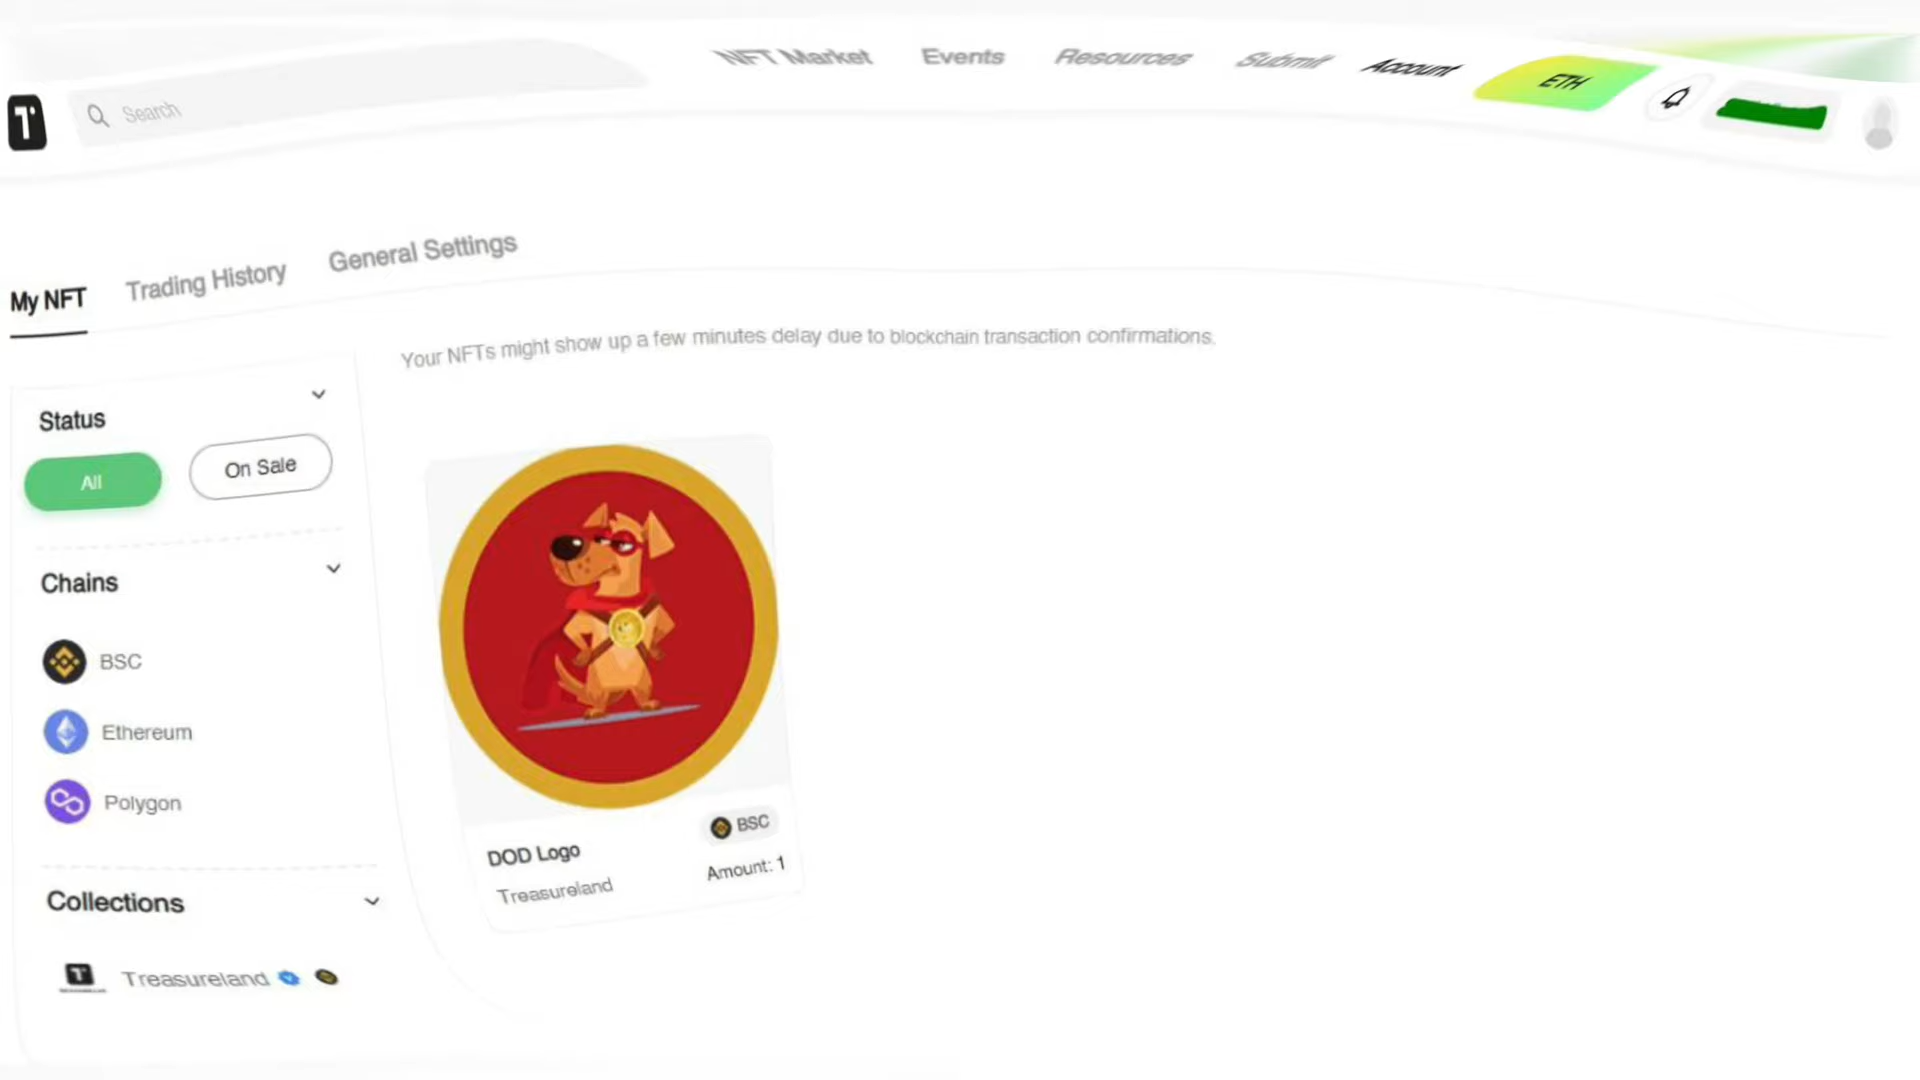 T
Search
NFT Market Events Resources Submit Account ETH
My NFT Trading History General Settings
Your NFTs might show up a few minutes delay due to blockchain transaction confirmations.
Status
All On Sale
Chains
BSC
Ethereum
Polygon
Collections
Treasureland
DOD Logo BSC
Treasureland Amount: 1